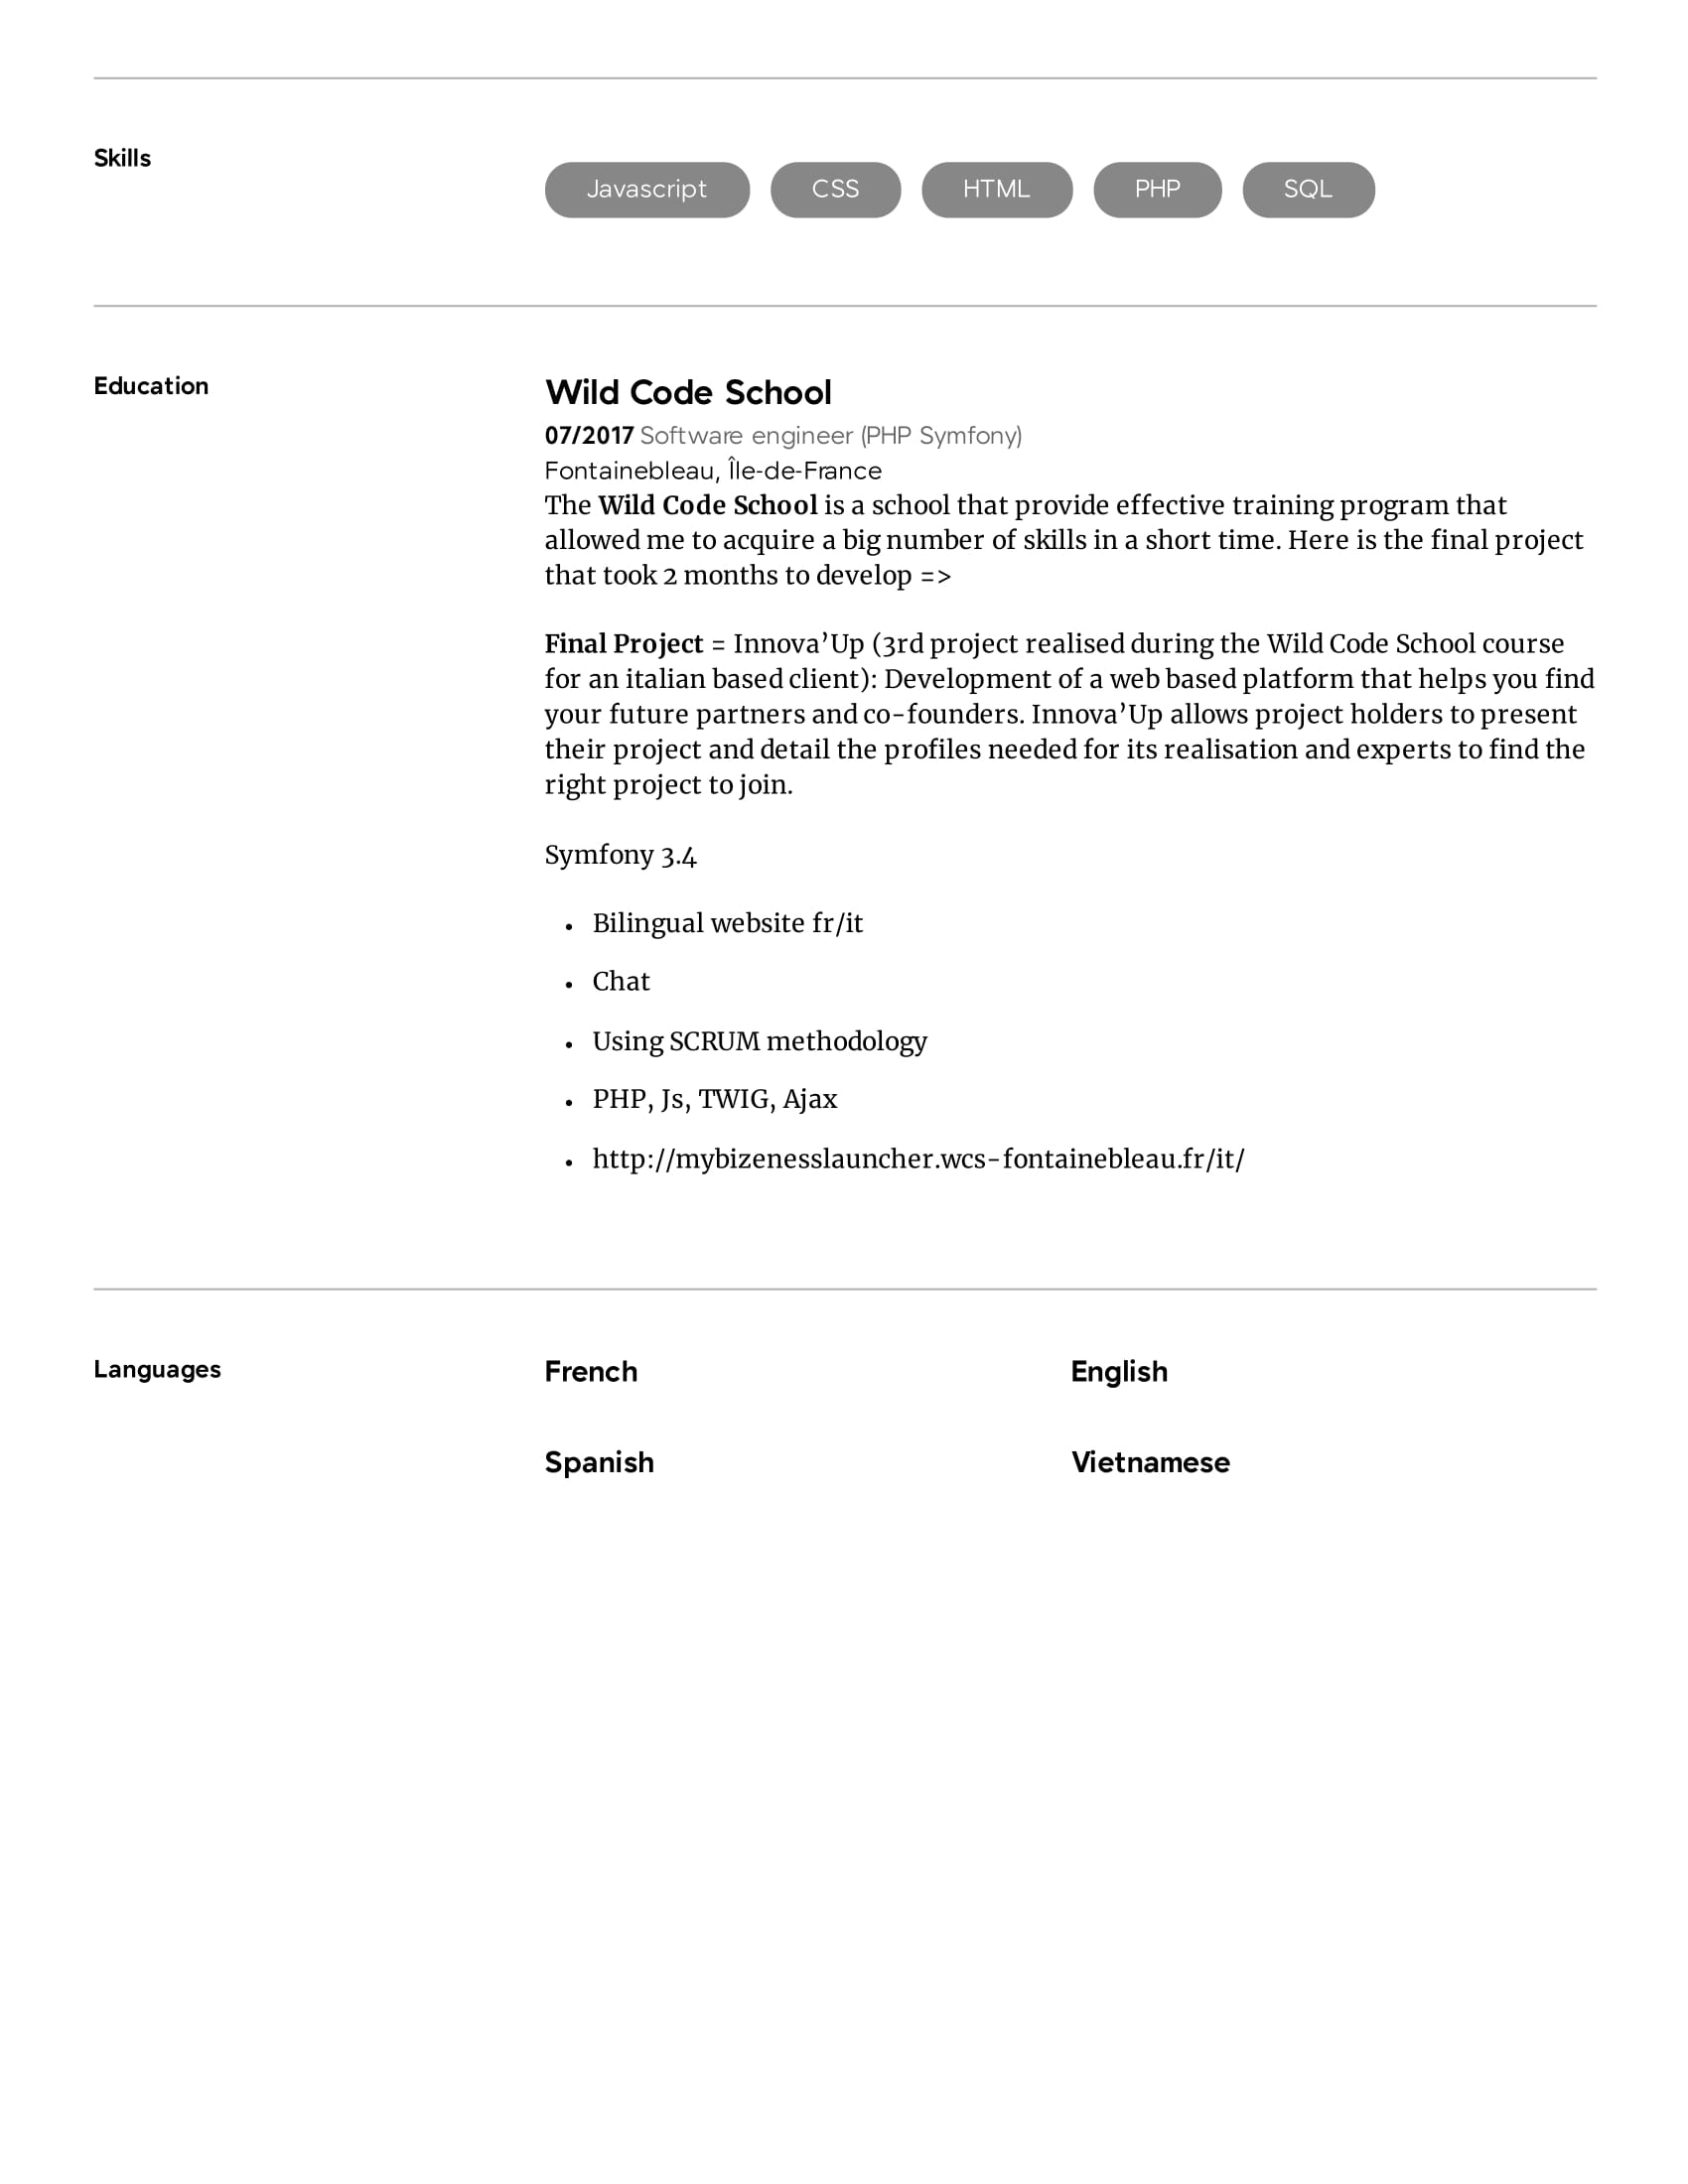 Skills
Javascript CSS HTML PHP SQL
Education
Wild Code School
07/2017 Software engineer (PHP Symfony)
Fontainebleau, Île-de-France
The Wild Code School is a school that provide effective training program that
allowed me to acquire a big number of skills in a short time. Here is the final project
that took 2 months to develop =>
Final Project = Innova’Up (3rd project realised during the Wild Code School course
for an italian based client): Development of a web based platform that helps you find
your future partners and co-founders. Innova’Up allows project holders to present
their project and detail the profiles needed for its realisation and experts to find the
right project to join.
Symfony 3.4
• Bilingual website fr/it
• Chat
• Using SCRUM methodology
• PHP, Js, TWIG, Ajax
• http://mybizenesslauncher.wcs-fontainebleau.fr/it/
Languages
French English
Spanish Vietnamese